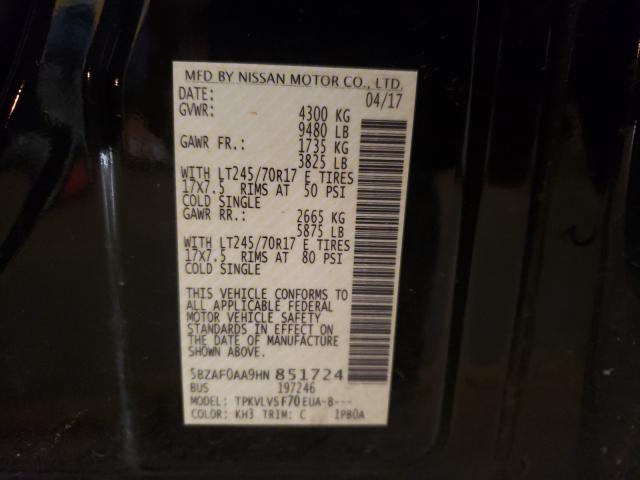 MFD BY NISSAN MOTOR CO., LTD.
DATE: 04/17
GVWR: 4300 KG
9480 LB
GAWR FR.: 1735 KG
3825 LB
WITH LT245/70R17 E TIRES
17X7.5 RIMS AT 50 PSI
COLD SINGLE
GAWR RR.: 2665 KG
5875 LB
WITH LT245/70R17 E TIRES
17X7.5 RIMS AT 80 PSI
COLD SINGLE
THIS VEHICLE CONFORMS TO
ALL APPLICABLE FEDERAL
MOTOR VEHICLE SAFETY
STANDARDS IN EFFECT ON
THE DATE OF MANUFACTURE
SHOWN ABOVE.
5BZAF0AA9HN 851724
BUS 197246
MODEL: TPKVLVSF70EUA-B---
COLOR: KH3 TRIM: C 1PB0A